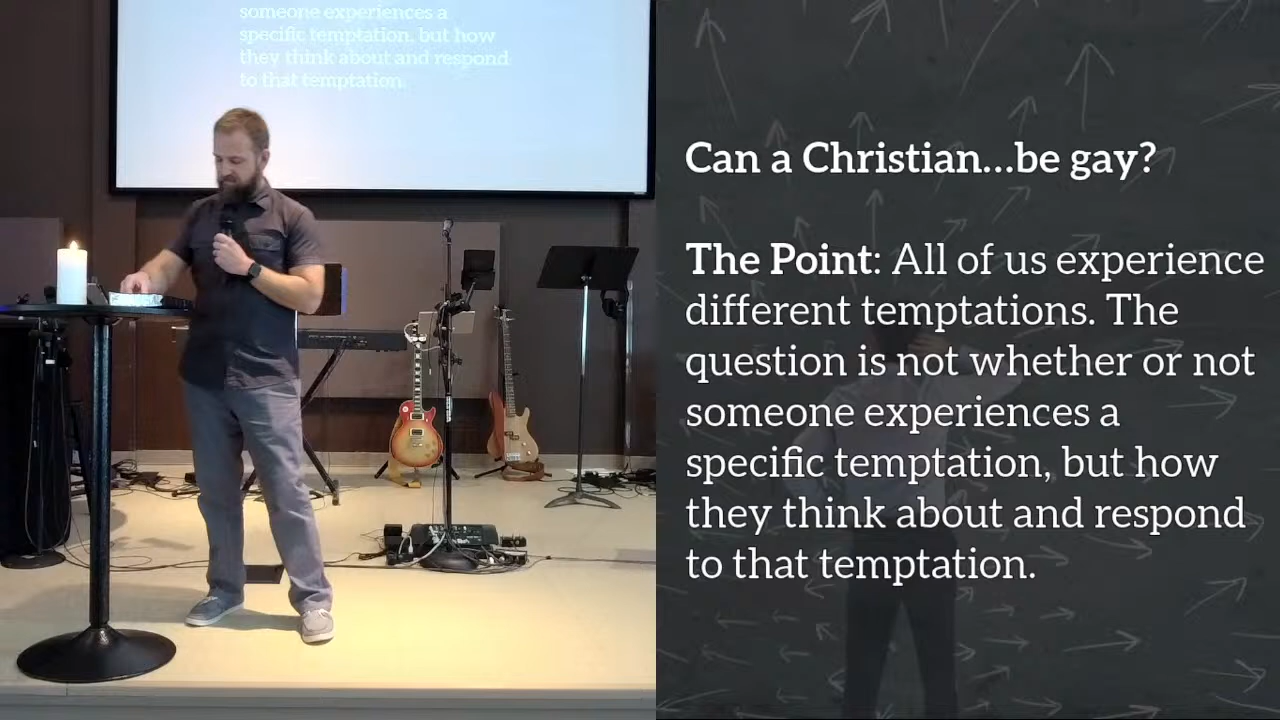 someone experiences a
specific temptation, but how
they think about and respond
to that temptation.
Can a Christian...be gay?
The Point: All of us experience
different temptations. The
question is not whether or not
someone experiences a
specific temptation, but how
they think about and respond
to that temptation.